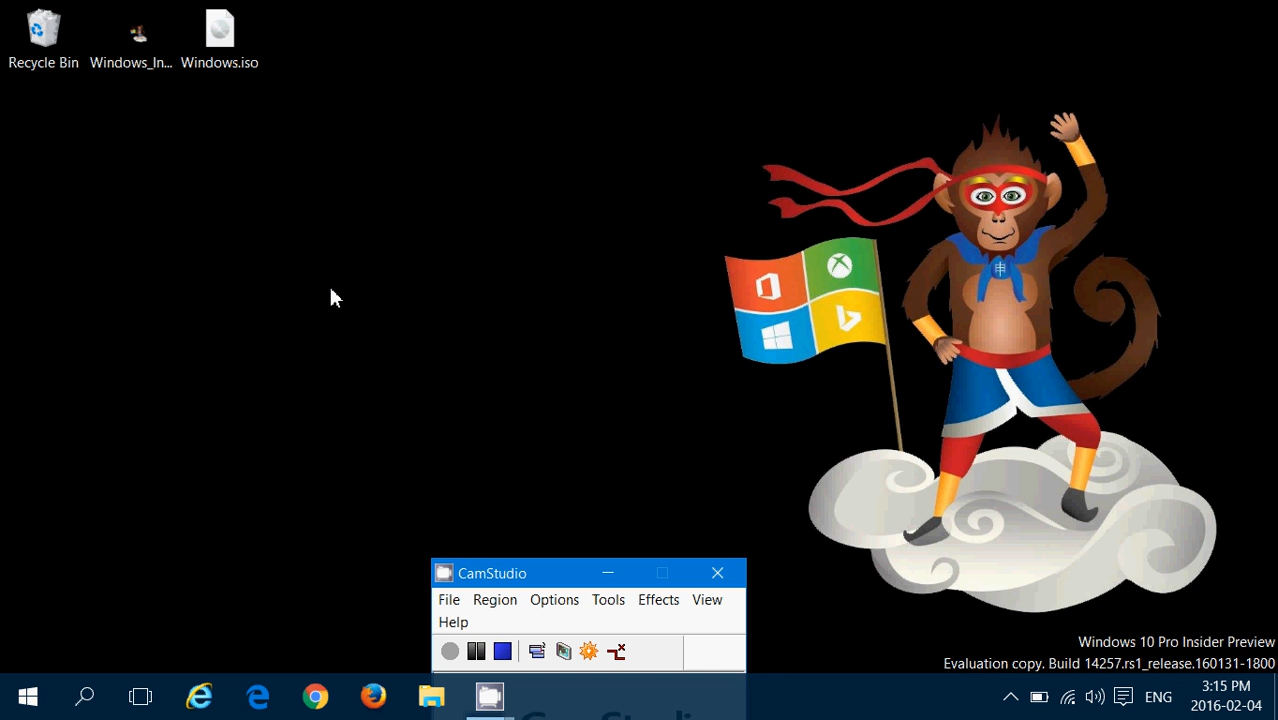 Recycle Bin
Windows_In...
Windows.iso
CamStudio
File Region Options Tools Effects View
Help
Windows 10 Pro Insider Preview
Evaluation copy. Build 14257.rs1_release.160131-1800
ENG
3:15 PM
2016-02-04